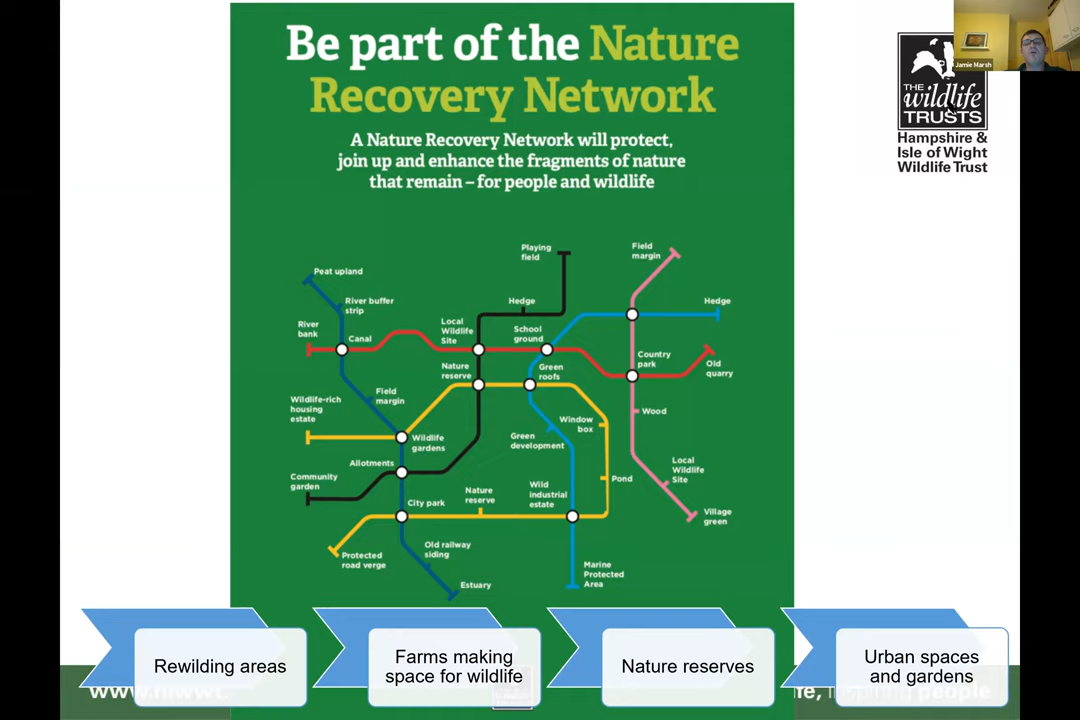 Be part of the Nature
Recovery Network
A Nature Recovery Network will protect,
join up and enhance the fragments of nature
that remain – for people and wildlife
Jamie Marsh
THE
wildlife
TRUSTS
Hampshire &
Isle of Wight
Wildlife Trust
Playing
field
Field
margin
Peat upland
River buffer
strip
Hedge
Hedge
River
bank
Canal
Local
Wildlife
Site
School
ground
Country
park
Old
quarry
Nature
reserve
Green
roofs
Wildlife-rich
housing
estate
Field
margin
Wildlife
gardens
Window
box
Wood
Green
development
Allotments
Community
garden
Nature
reserve
Wild
industrial
estate
Pond
Local
Wildlife
Site
City park
Village
green
Protected
road verge
Old railway
siding
Estuary
Marine
Protected
Area
Rewilding areas
Farms making
space for wildlife
Nature reserves
Urban spaces
and gardens
people